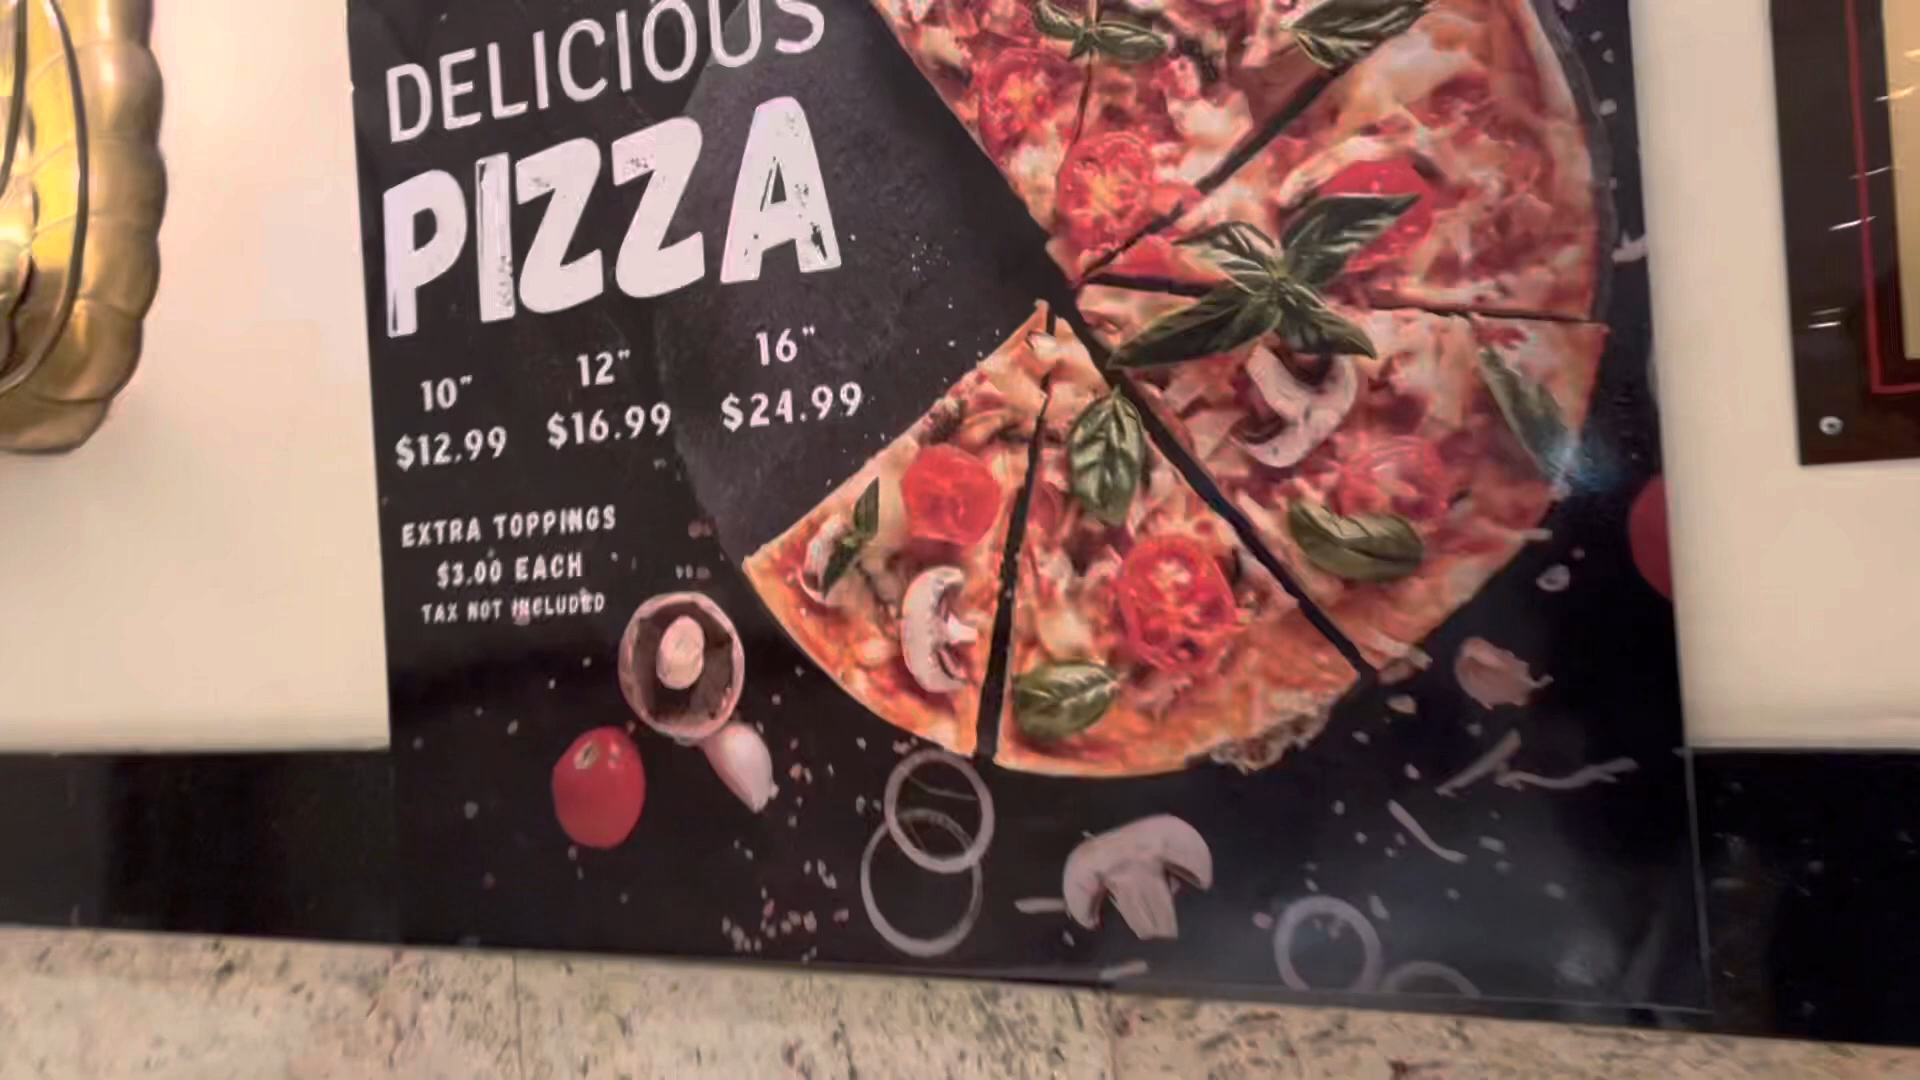 DELICIOUS
PIZZA
10" 12" 16"
$12.99 $16.99 $24.99
EXTRA TOPPINGS
$3.00 EACH
TAX NOT INCLUDED